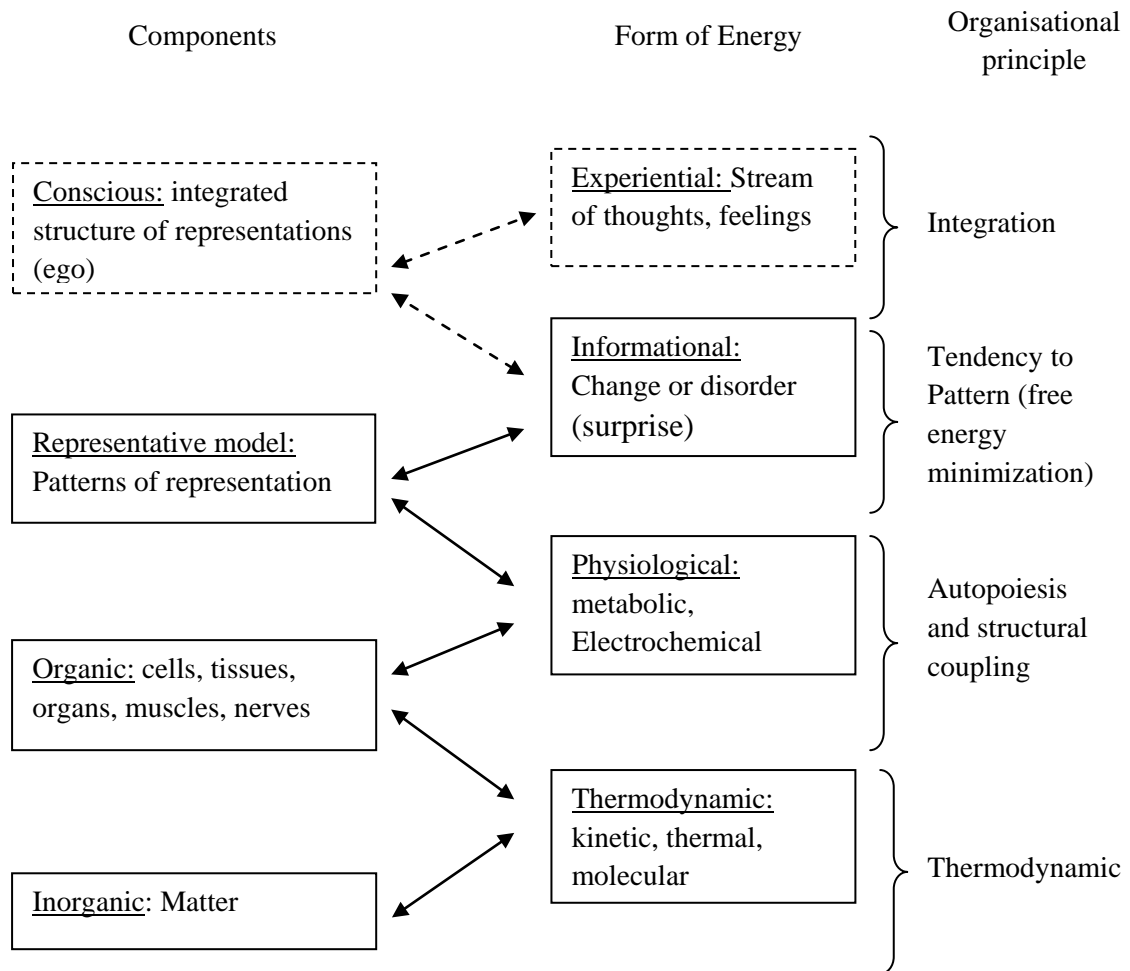 Components
Form of Energy
Organisational
principle
Conscious: integrated
structure of representations
(ego)
Experiential: Stream
of thoughts, feelings
Integration
Informational:
Change or disorder
(surprise)
Tendency to
Pattern (free
energy
minimization)
Representative model:
Patterns of representation
Physiological:
metabolic,
Electrochemical
Autopoiesis
and structural
coupling
Organic: cells, tissues,
organs, muscles, nerves
Thermodynamic:
kinetic, thermal,
molecular
Thermodynamic
Inorganic: Matter